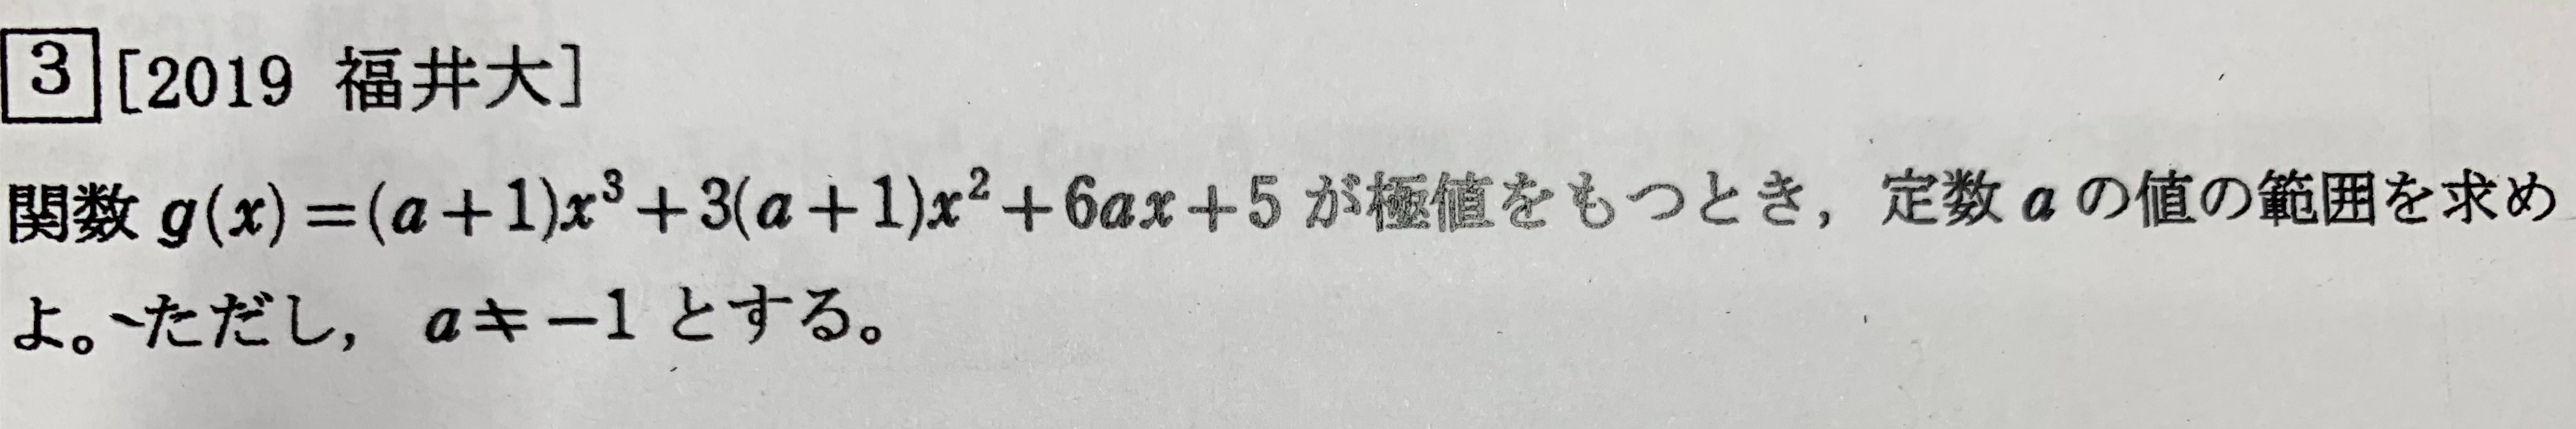 3 [2019 福井大]
関数 g(x)=(a+1)x³+3(a+1)x²+6ax+5 が極値をもつとき, 定数 a の値の範囲を求め
よ。ただし, a≠−1 とする。